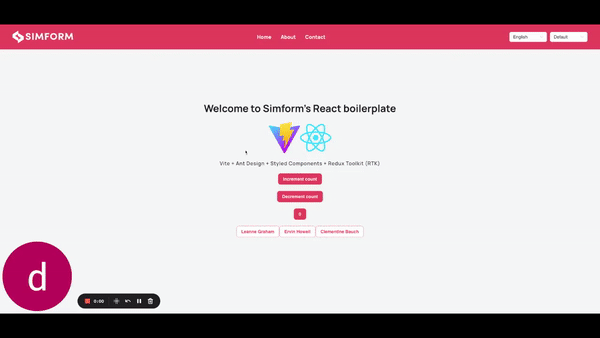 SIMFORM
Home About Contact
English Default
Welcome to Simform's React boilerplate
Vite + Ant Design + Styled Components + Redux Toolkit (RTK)
Increment count
Decrement count
0
Leanne Graham Ervin Howell Clementine Bauch
d
0:00